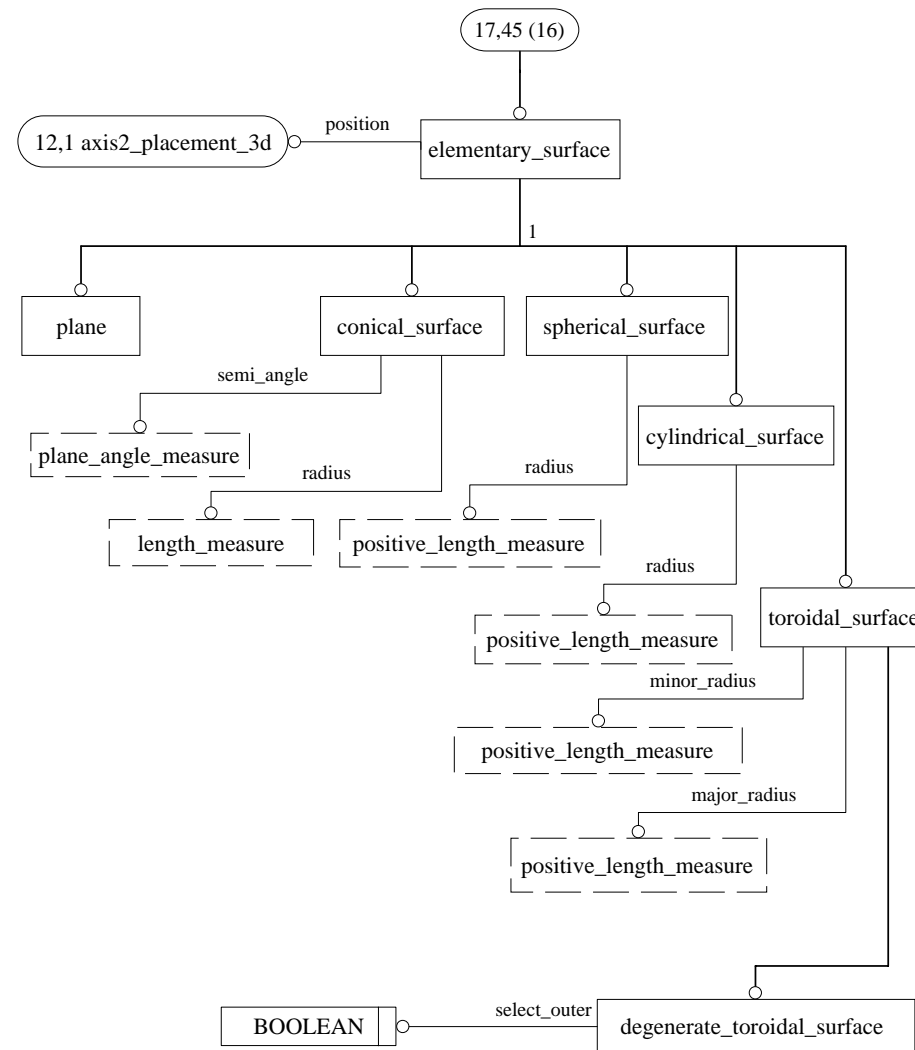 17,45 (16)
position
12,1 axis2_placement_3d
elementary_surface
1
plane
conical_surface
spherical_surface
semi_angle
cylindrical_surface
plane_angle_measure
radius
radius
length_measure
positive_length_measure
radius
toroidal_surface
positive_length_measure
minor_radius
positive_length_measure
major_radius
positive_length_measure
select_outer
BOOLEAN
degenerate_toroidal_surface